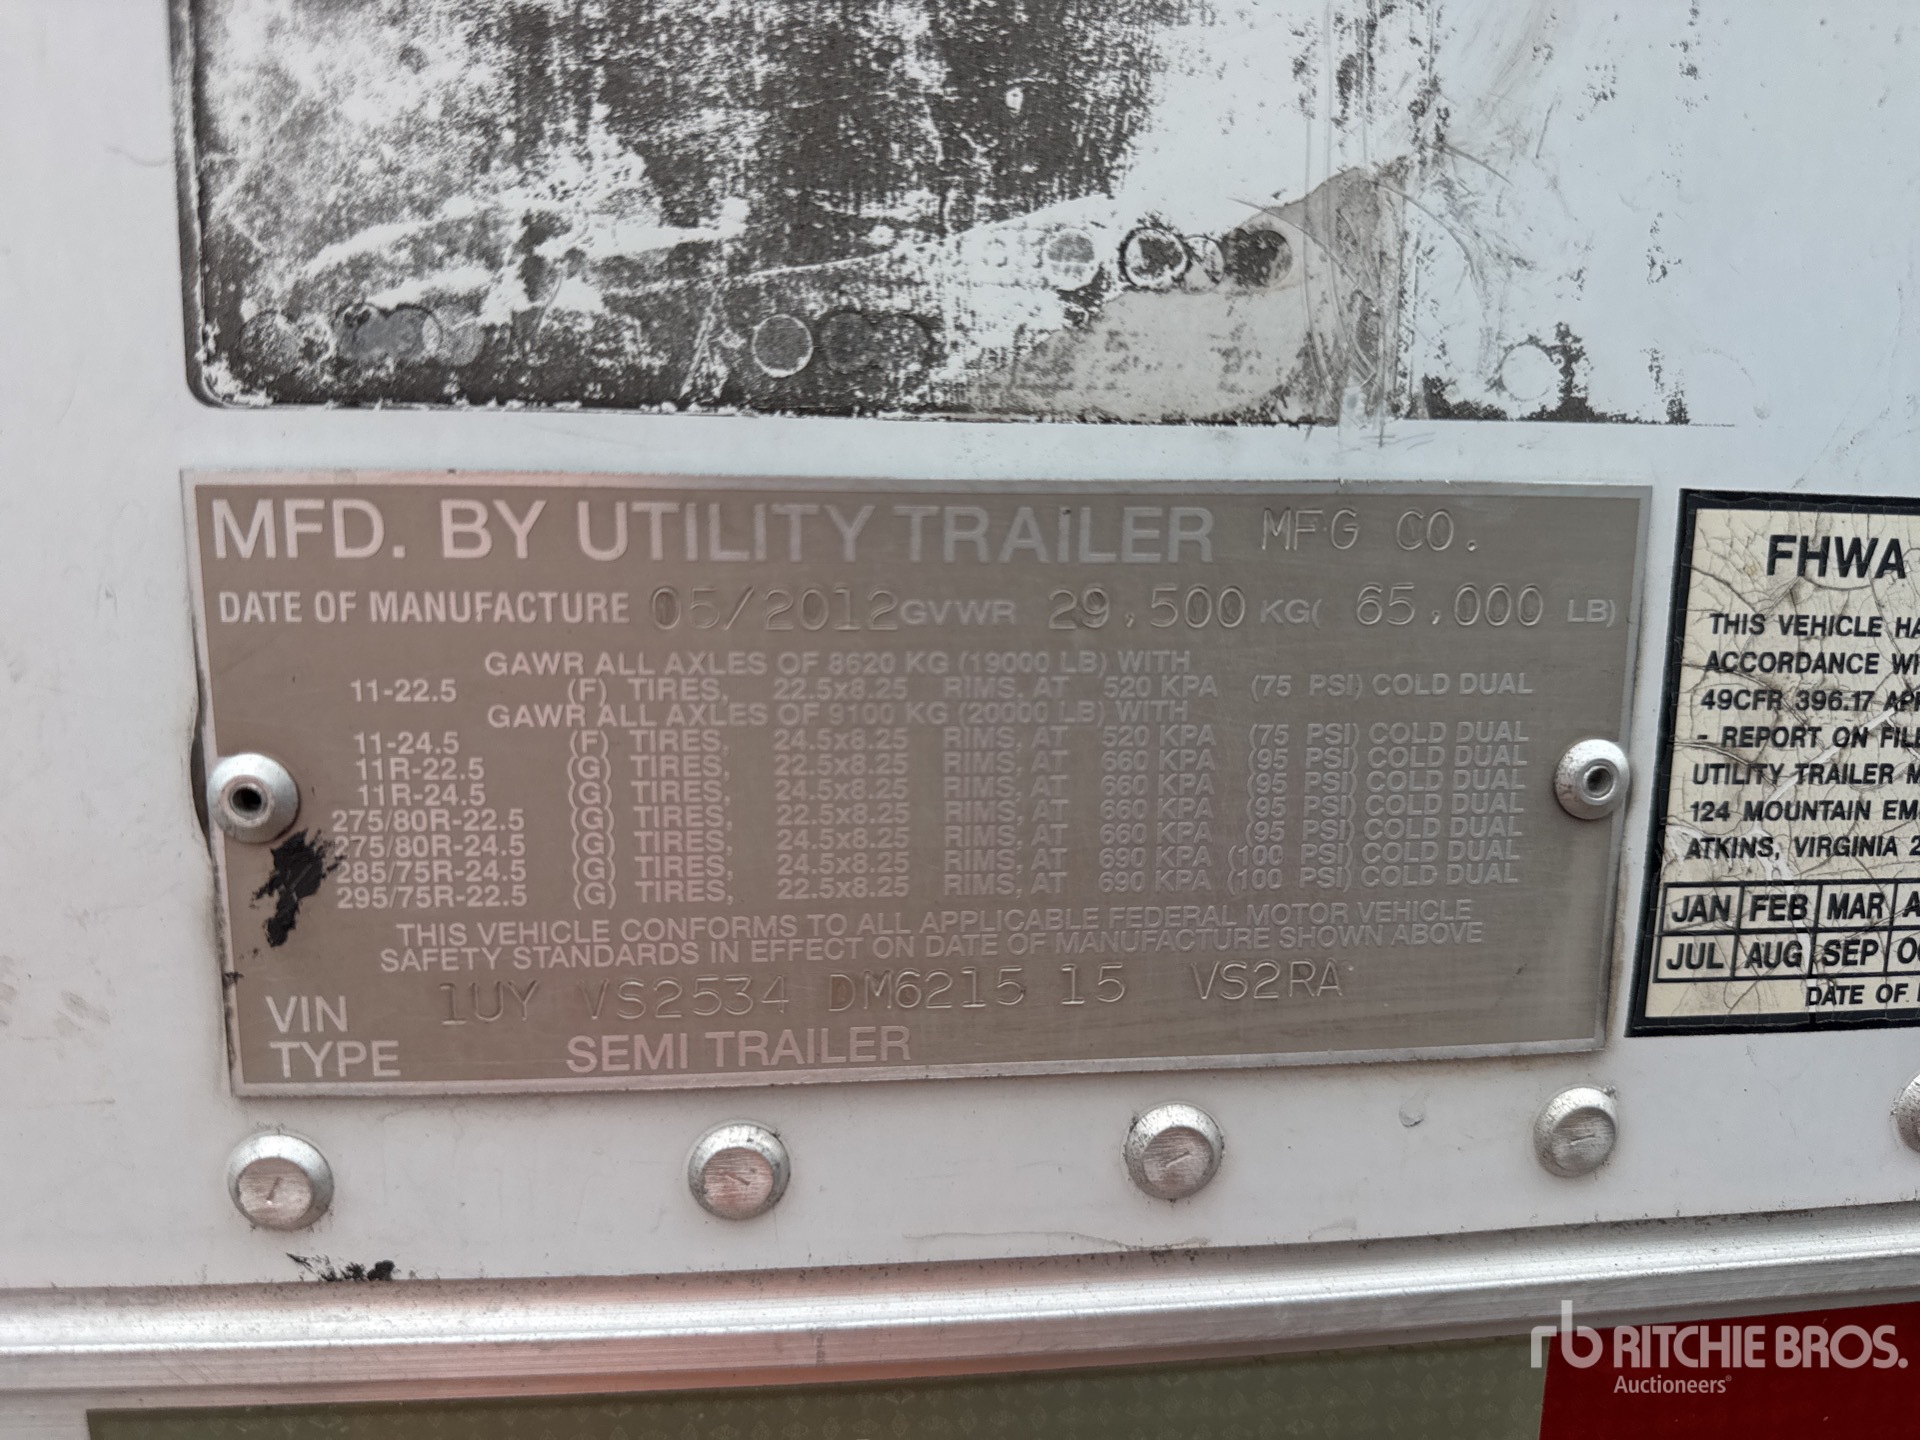 MFD. BY UTILITY TRAILER MFG CO.
DATE OF MANUFACTURE 05/2012 GVWR 29,500 KG( 65,000 LB)
GAWR ALL AXLES OF 8620 KG (19000 LB) WITH
11-22.5 (F) TIRES, 22.5x8.25 RIMS, AT 520 KPA (75 PSI) COLD DUAL
GAWR ALL AXLES OF 9100 KG (20000 LB) WITH
11-24.5 (F) TIRES, 24.5x8.25 RIMS, AT 520 KPA (75 PSI) COLD DUAL
11R-22.5 (G) TIRES, 22.5x8.25 RIMS, AT 660 KPA (95 PSI) COLD DUAL
11R-24.5 (G) TIRES, 24.5x8.25 RIMS, AT 660 KPA (95 PSI) COLD DUAL
275/80R-22.5 (G) TIRES, 22.5x8.25 RIMS, AT 660 KPA (95 PSI) COLD DUAL
275/80R-24.5 (G) TIRES, 24.5x8.25 RIMS, AT 660 KPA (95 PSI) COLD DUAL
285/75R-24.5 (G) TIRES, 24.5x8.25 RIMS, AT 690 KPA (100 PSI) COLD DUAL
295/75R-22.5 (G) TIRES, 22.5x8.25 RIMS, AT 690 KPA (100 PSI) COLD DUAL
THIS VEHICLE CONFORMS TO ALL APPLICABLE FEDERAL MOTOR VEHICLE
SAFETY STANDARDS IN EFFECT ON DATE OF MANUFACTURE SHOWN ABOVE
VIN 1UY VS2534 DM6215 15 VS2RA
TYPE SEMI TRAILER
FHWA
THIS VEHICLE HA
ACCORDANCE WI
49CFR 396.17 APP
- REPORT ON FILE
UTILITY TRAILER M
124 MOUNTAIN EM
ATKINS, VIRGINIA 2
JAN FEB MAR A
JUL AUG SEP O
DATE OF
rb RITCHIE BROS.
Auctioneers®